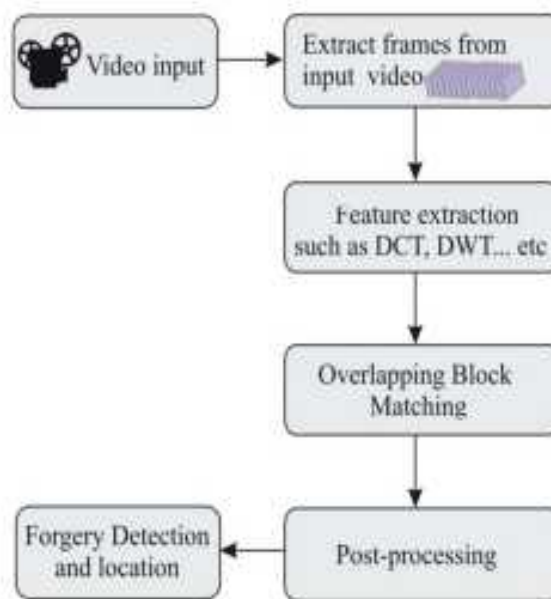 Video input
Extract frames from
input video
Feature extraction
such as DCT, DWT... etc
Overlapping Block
Matching
Post-processing
Forgery Detection
and location